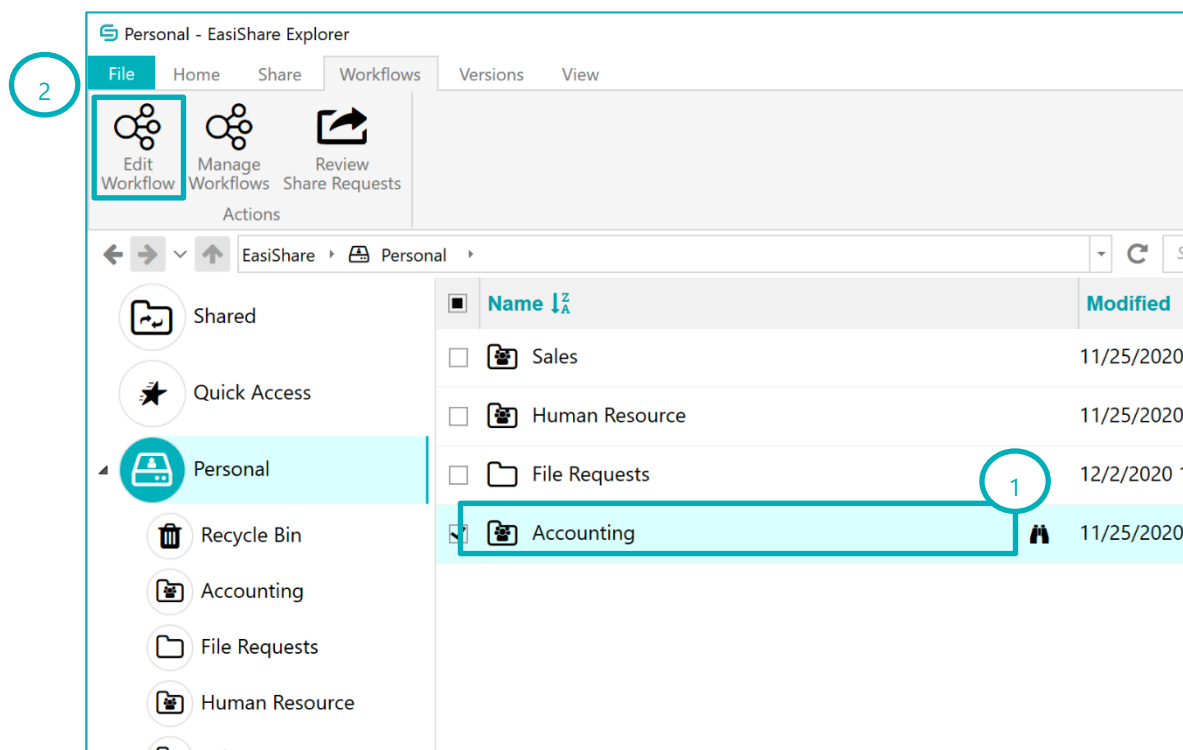 Personal - EasiShare Explorer
File Home Share Workflows Versions View
2
Edit Workflow
Manage Workflows
Review Share Requests
Actions
EasiShare Personal
Shared
Quick Access
Personal
Recycle Bin
Accounting
File Requests
Human Resource
Name Modified
Sales 11/25/2020
Human Resource 11/25/2020
File Requests 12/2/2020
1
Accounting 11/25/2020